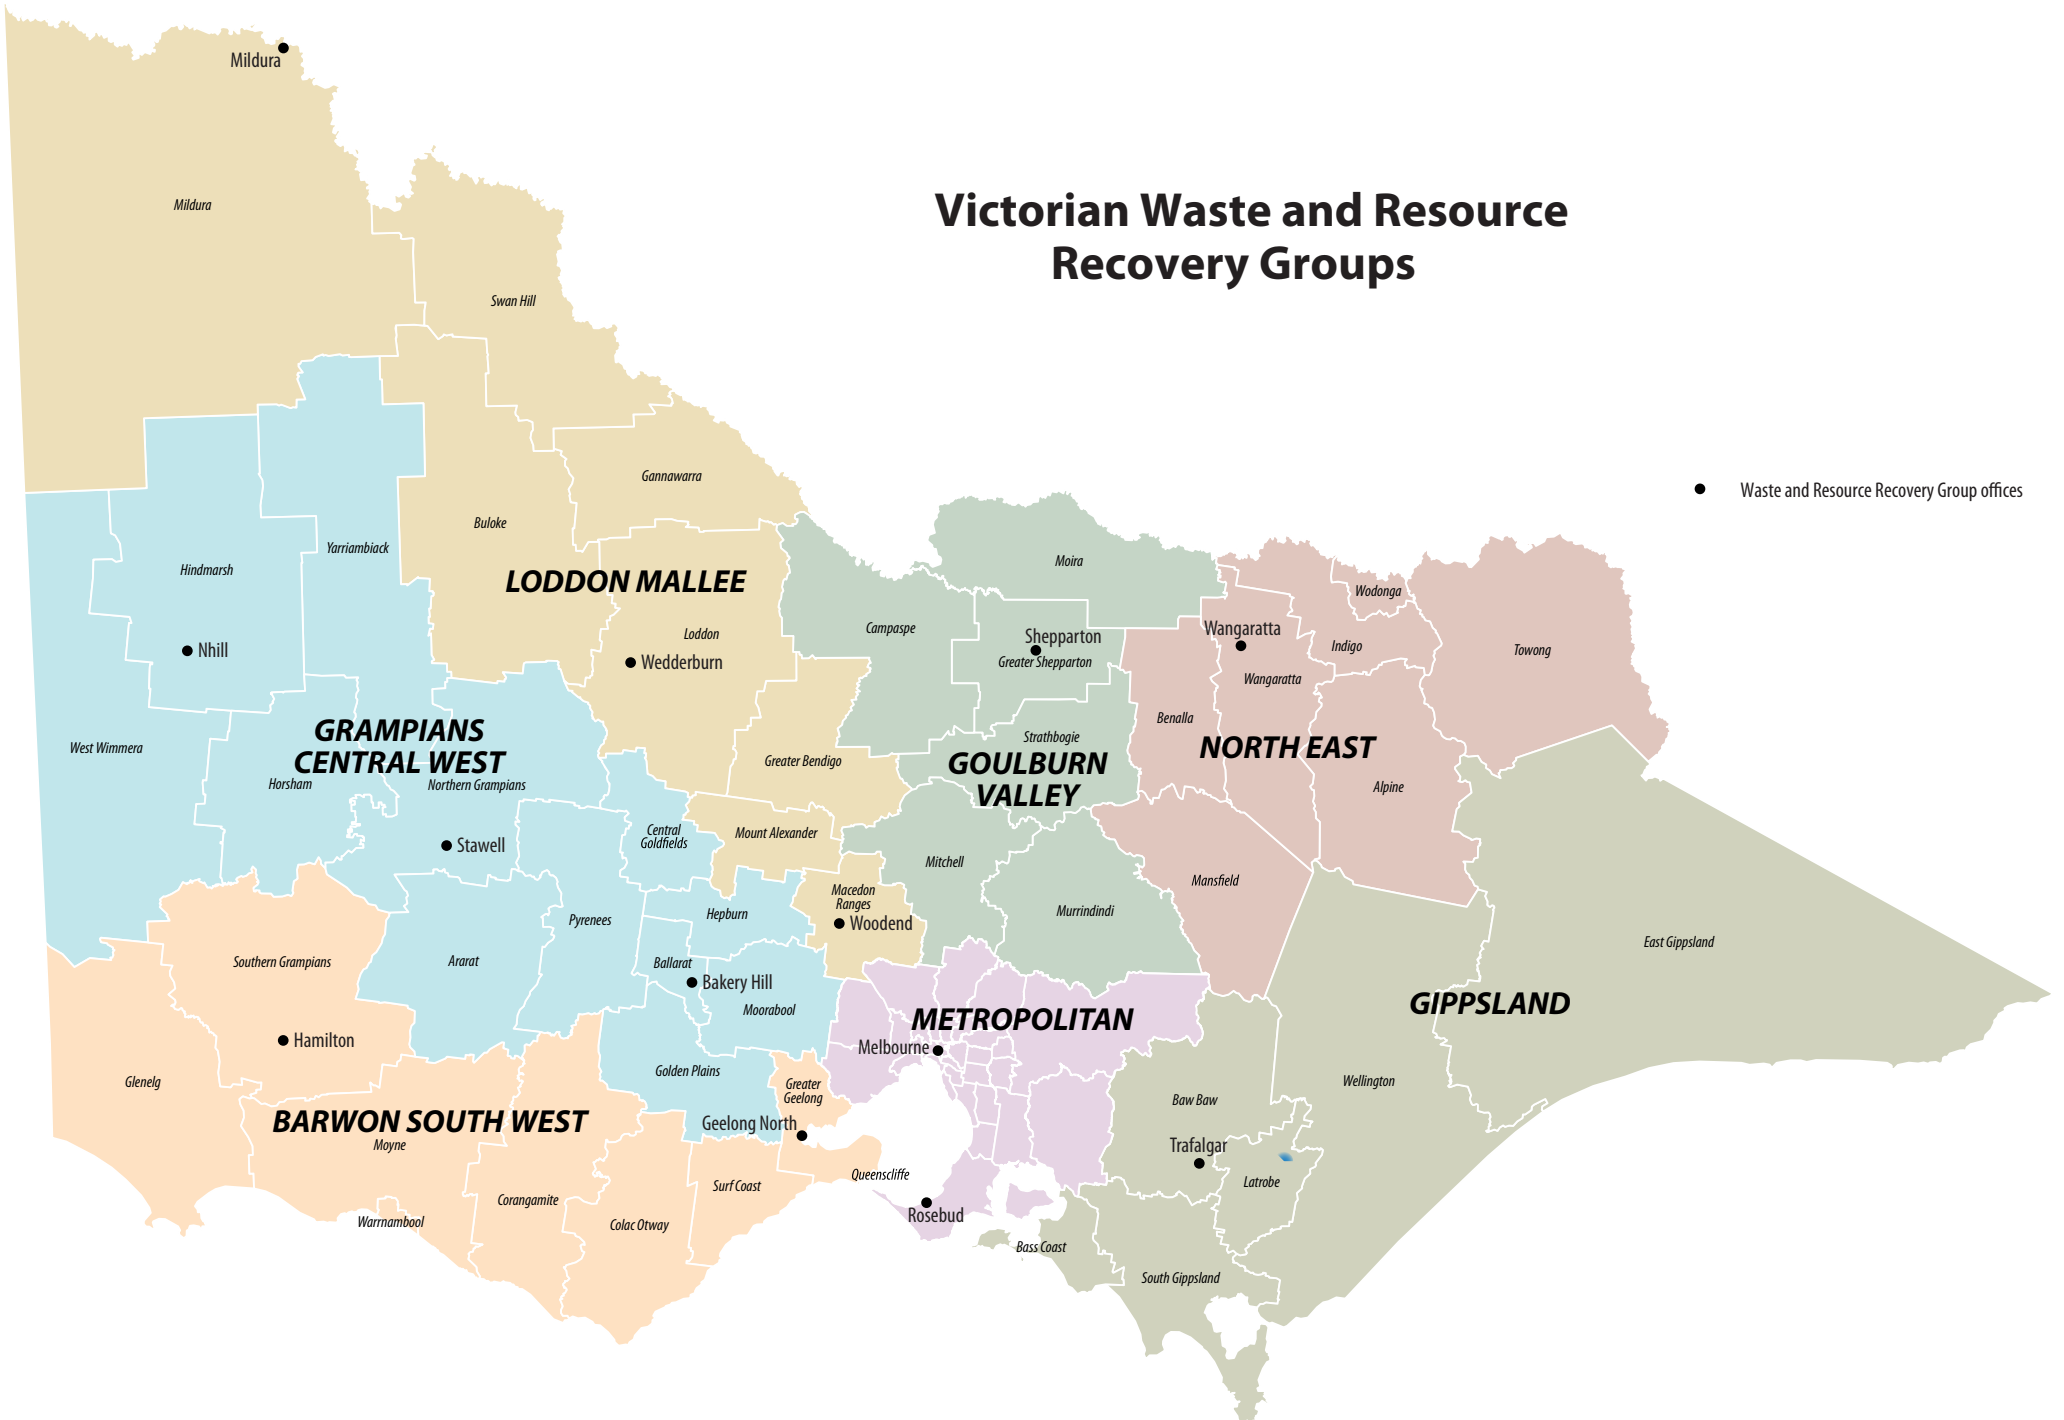 Victorian Waste and Resource
Recovery Groups
Waste and Resource Recovery Group offices
Mildura
Mildura
Swan Hill
Gannawarra
Buloke
LODDON MALLEE
Loddon
Wedderburn
Greater Bendigo
Mount Alexander
Macedon
Ranges
Woodend
Yarriambiack
Hindmarsh
Nhill
West Wimmera
GRAMPIANS
CENTRAL WEST
Horsham
Northern Grampians
Stawell
Central
Goldfields
Pyrenees
Hepburn
Ararat
Ballarat
Bakery Hill
Moorabool
Golden Plains
Southern Grampians
Hamilton
Glenelg
BARWON SOUTH WEST
Moyne
Warrnambool
Corangamite
Colac Otway
Surf Coast
Greater
Geelong
Geelong North
Queenscliffe
Moira
Campaspe
Shepparton
Greater Shepparton
Strathbogie
GOULBURN
VALLEY
Mitchell
Murrindindi
Wodonga
Wangaratta
Indigo
Towong
Wangaratta
Benalla
NORTH EAST
Alpine
Mansfield
METROPOLITAN
Melbourne
Rosebud
East Gippsland
GIPPSLAND
Wellington
Baw Baw
Trafalgar
Latrobe
Bass Coast
South Gippsland